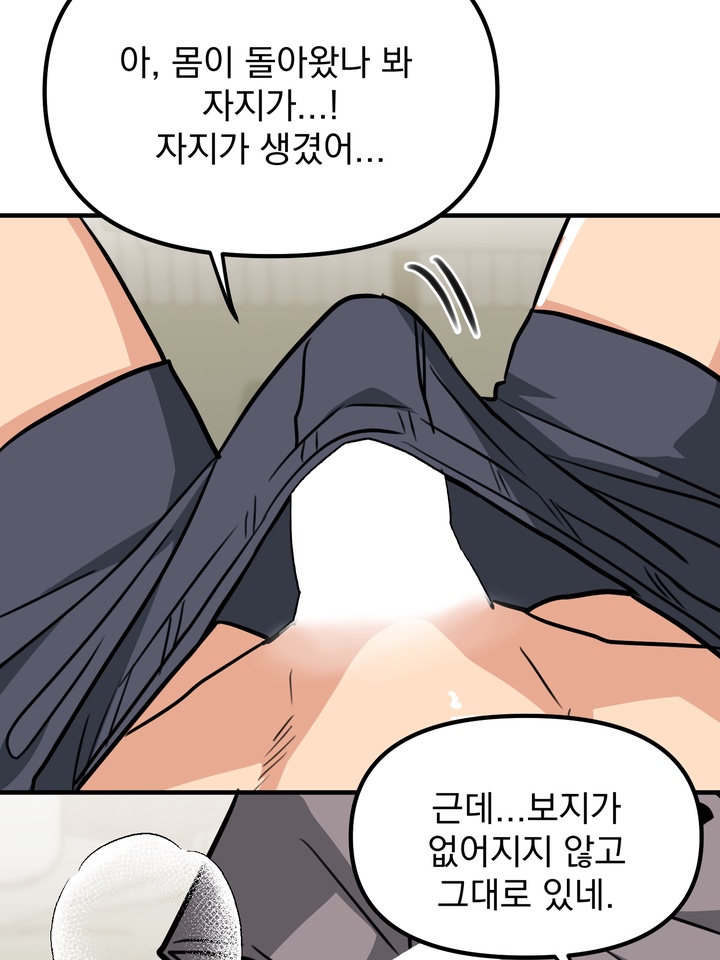 아, 몸이 돌아왔나 봐
자지가...!
자지가 생겼어...
근데...보지가
없어지지 않고
그대로 있네.